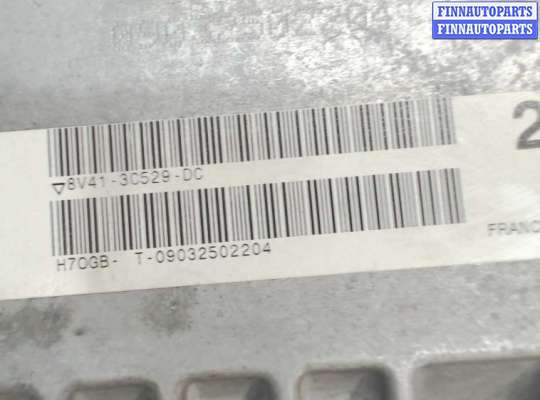 FINNAUTOPARTS
FINNAUTOPARTS
2
▽8V41-3C529-DC
FRANC
H70GB- T-09032502204